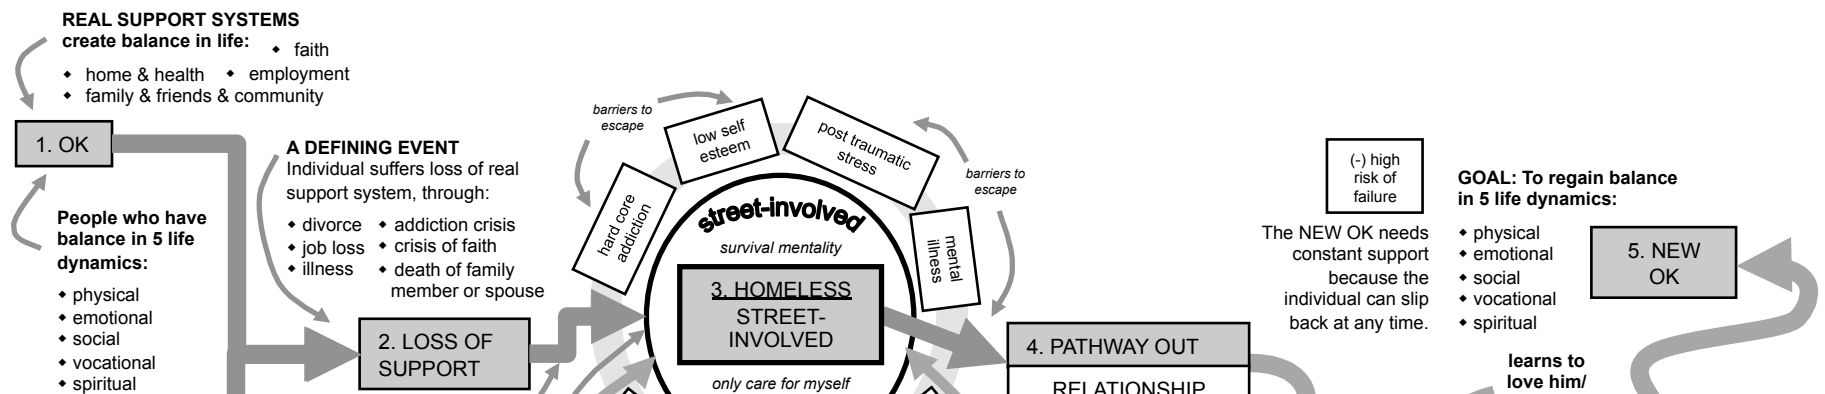 REAL SUPPORT SYSTEMS
create balance in life:
◆ faith
◆ home & health ◆ employment
◆ family & friends & community
1. OK
People who have
balance in 5 life
dynamics:
◆ physical
◆ emotional
◆ social
◆ vocational
◆ spiritual
A DEFINING EVENT
Individual suffers loss of real
support system, through:
◆ divorce ◆ addiction crisis
◆ job loss ◆ crisis of faith
◆ illness ◆ death of family
member or spouse
2. LOSS OF
SUPPORT
barriers to
escape
hard core
addiction
low self
esteem
post traumatic
stress
mental
illness
barriers to
escape
street-involved
survival mentality
3. HOMELESS
STREET-
INVOLVED
only care for myself
4. PATHWAY OUT
RELATIONSHIP
(-) high
risk of
failure
The NEW OK needs
constant support
because the
individual can slip
back at any time.
GOAL: To regain balance
in 5 life dynamics:
◆ physical
◆ emotional
◆ social
◆ vocational
◆ spiritual
5. NEW
OK
learns to
love him/